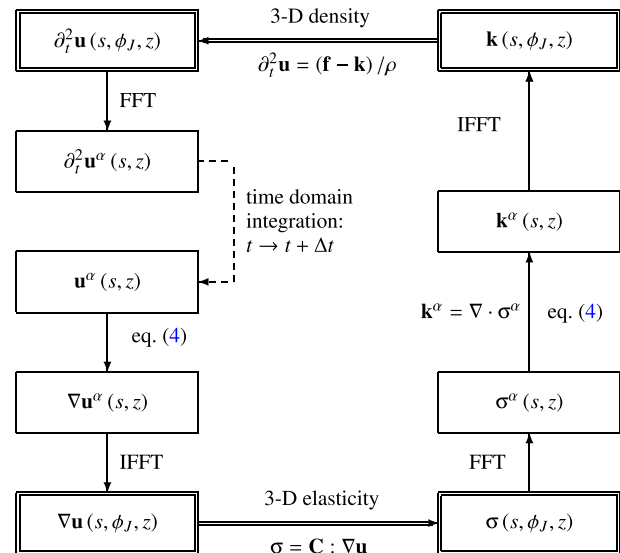 3-D density
∂²ₜ𝐮 (s, ϕ_J, z)
𝐤 (s, ϕ_J, z)
∂²ₜ𝐮 = (𝐟 − 𝐤) /ρ
FFT
IFFT
∂²ₜ𝐮^α (s, z)
time domain
integration:
t → t + Δt
𝐤^α (s, z)
𝐮^α (s, z)
𝐤^α = ∇ · σ^α eq. (4)
eq. (4)
∇𝐮^α (s, z)
σ^α (s, z)
IFFT
FFT
3-D elasticity
∇𝐮 (s, ϕ_J, z)
σ (s, ϕ_J, z)
σ = 𝐂 : ∇𝐮